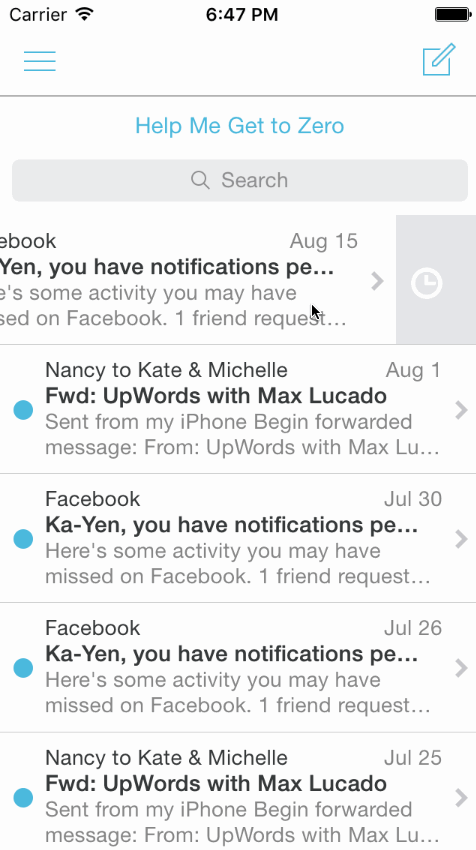 Carrier 6:47 PM
Help Me Get to Zero
Search
ebook Aug 15
Yen, you have notifications pe...
e's some activity you may have
sed on Facebook. 1 friend request...
Nancy to Kate & Michelle Aug 1
Fwd: UpWords with Max Lucado
Sent from my iPhone Begin forwarded
message: From: UpWords with Max Lu...
Facebook Jul 30
Ka-Yen, you have notifications pe...
Here's some activity you may have
missed on Facebook. 1 friend request...
Facebook Jul 26
Ka-Yen, you have notifications pe...
Here's some activity you may have
missed on Facebook. 1 friend request...
Nancy to Kate & Michelle Jul 25
Fwd: UpWords with Max Lucado
Sent from my iPhone Begin forwarded
message: From: UpWords with Max Lu...